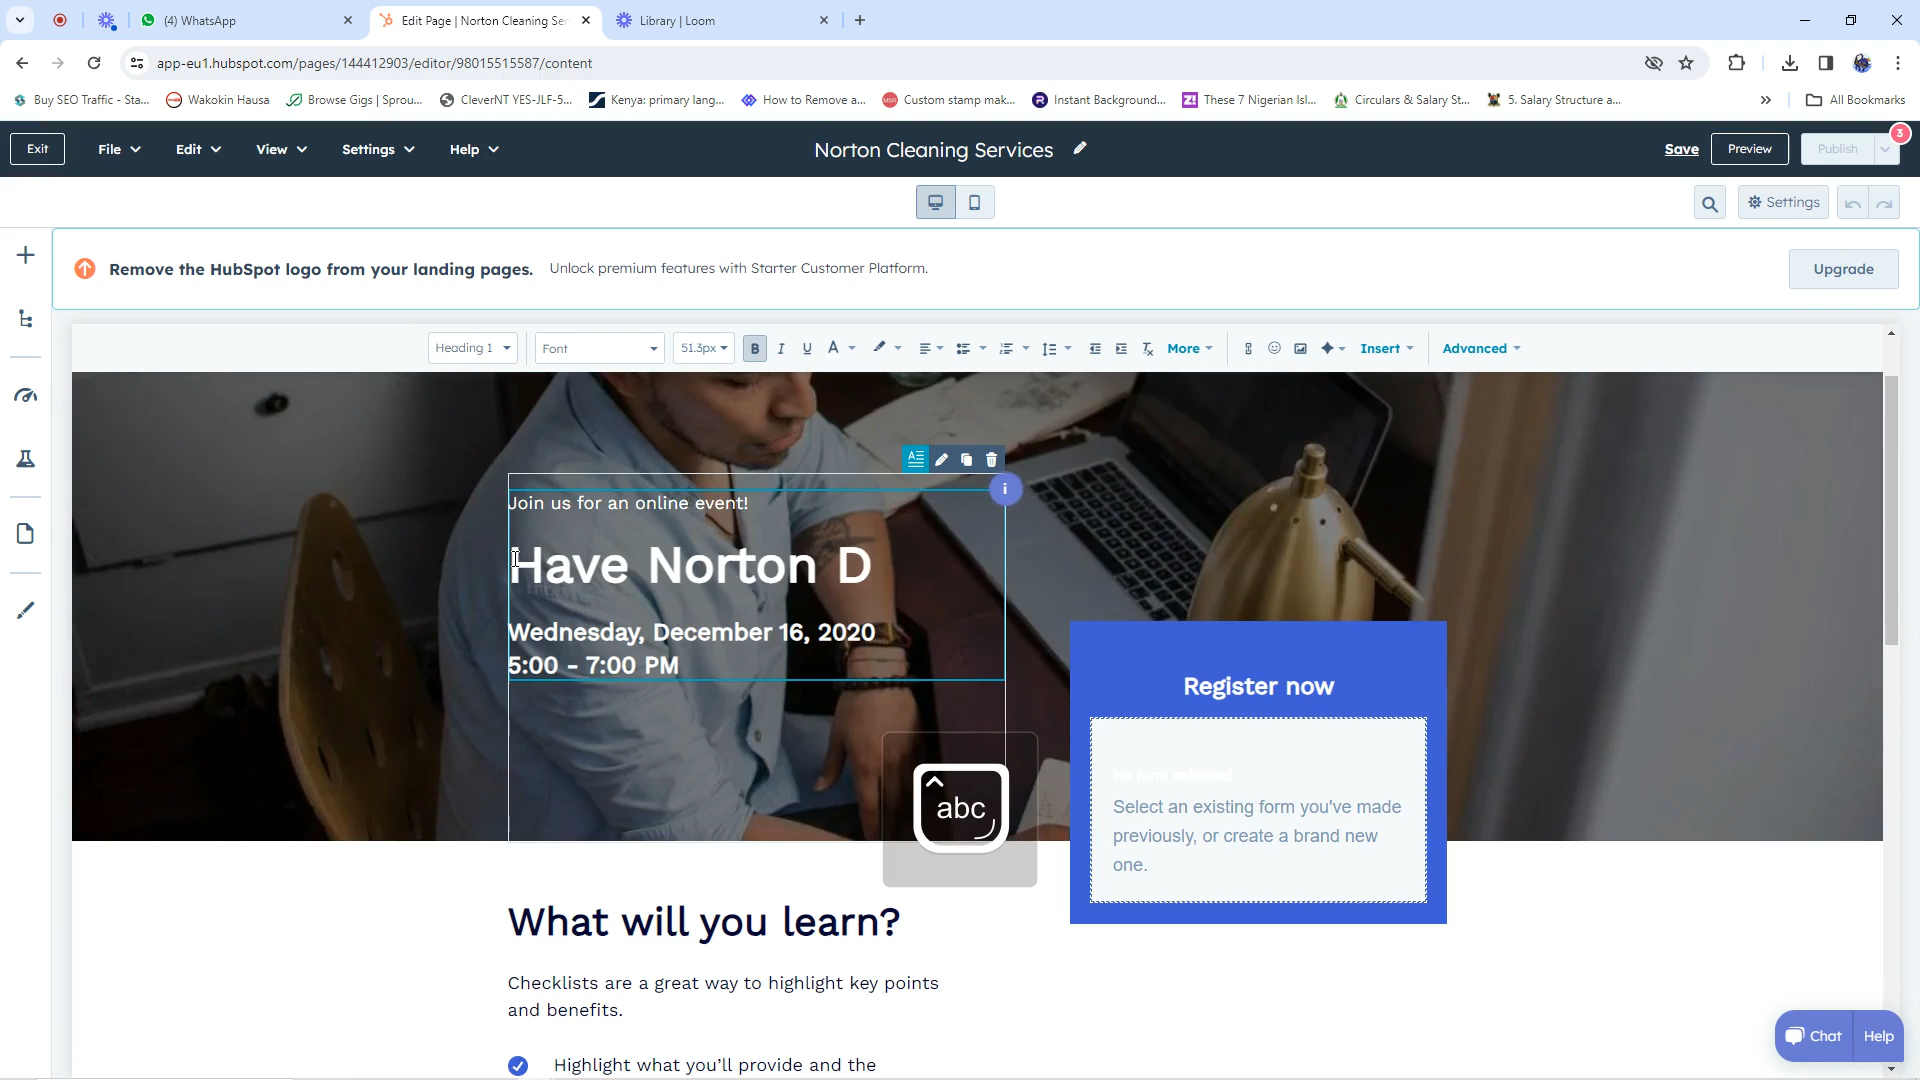 (4) WhatsApp
Edit Page | Norton Cleaning Ser
Library | Loom
app-eu1.hubspot.com/pages/144412903/editor/98015515587/content
Buy SEO Traffic - Sta...
Wakokin Hausa
Browse Gigs | Sprou...
CleverNT YES-JLF-5...
Kenya: primary lang...
How to Remove a...
Custom stamp mak...
Instant Background...
These 7 Nigerian Isl...
Circulars & Salary St...
5. Salary Structure a...
»
All Bookmarks
Exit
File
Edit
View
Settings
Help
Norton Cleaning Services
Save
Preview
Publish
3
Settings
Remove the HubSpot logo from your landing pages.
Unlock premium features with Starter Customer Platform.
Upgrade
Heading 1
Font
51.3px
B
I
U
A
More
Insert
Advanced
Join us for an online event!
i
Have Norton D
Wednesday, December 16, 2020
5:00 - 7:00 PM
Register now
No form selected
Select an existing form you've made
previously, or create a brand new
one.
abc
What will you learn?
Checklists are a great way to highlight key points
and benefits.
Highlight what you'll provide and the
Chat
Help